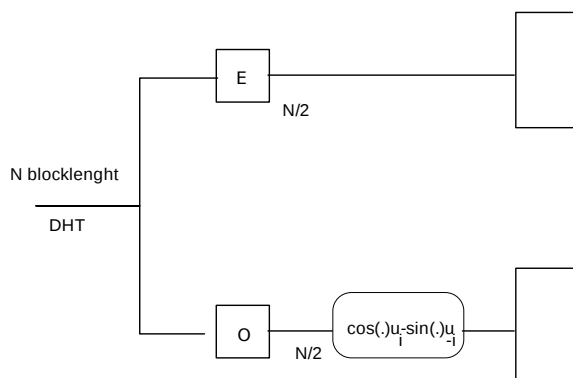 E
N/2
N blocklenght
DHT
O
N/2
cos(.)u -sin(.)u
i -i